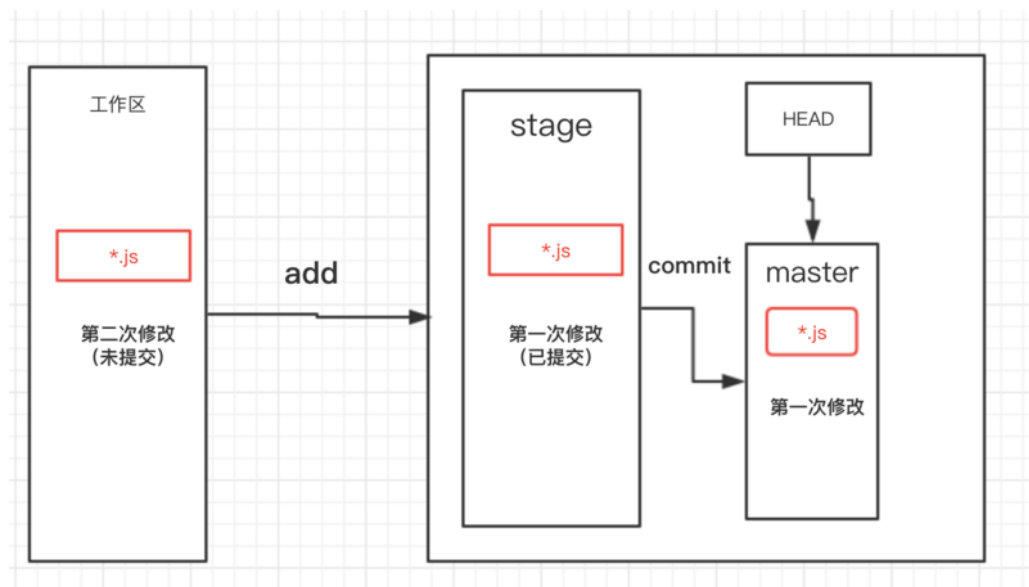 工作区
*.js
第二次修改
（未提交）
add
stage
*.js
第一次修改
（已提交）
commit
HEAD
master
*.js
第一次修改